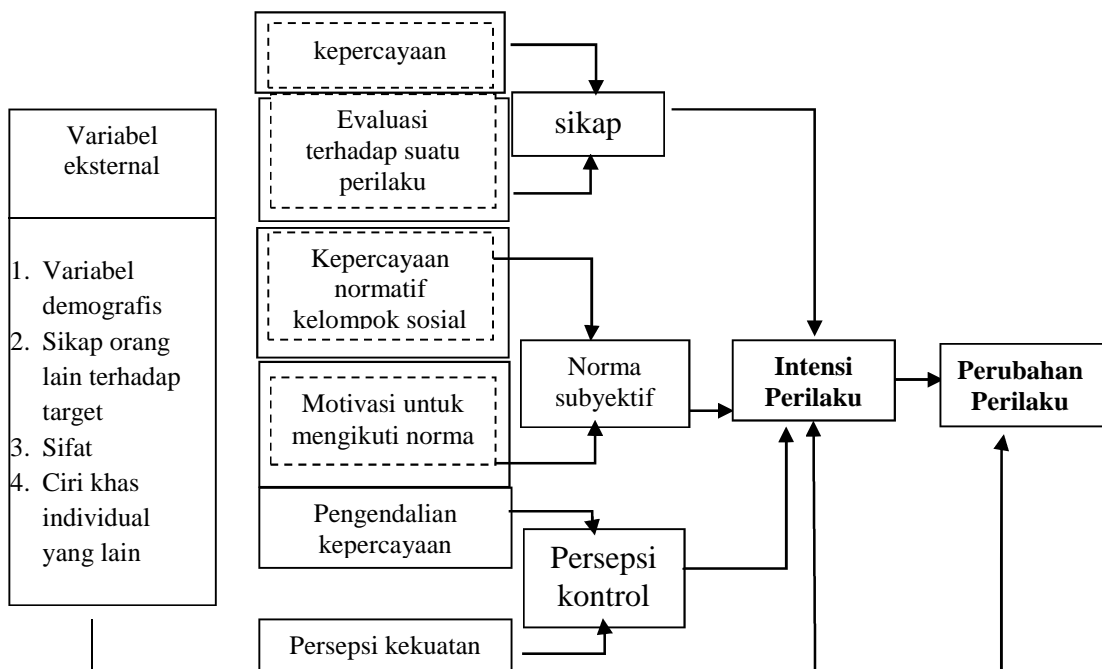 Variabel
eksternal
1. Variabel
demografis
2. Sikap orang
lain terhadap
target
3. Sifat
4. Ciri khas
individual
yang lain
kepercayaan
Evaluasi
terhadap suatu
perilaku
Kepercayaan
normatif
kelompok sosial
Motivasi untuk
mengikuti norma
Pengendalian
kepercayaan
Persepsi kekuatan
sikap
Norma
subyektif
Persepsi
kontrol
Intensi
Perilaku
Perubahan
Perilaku